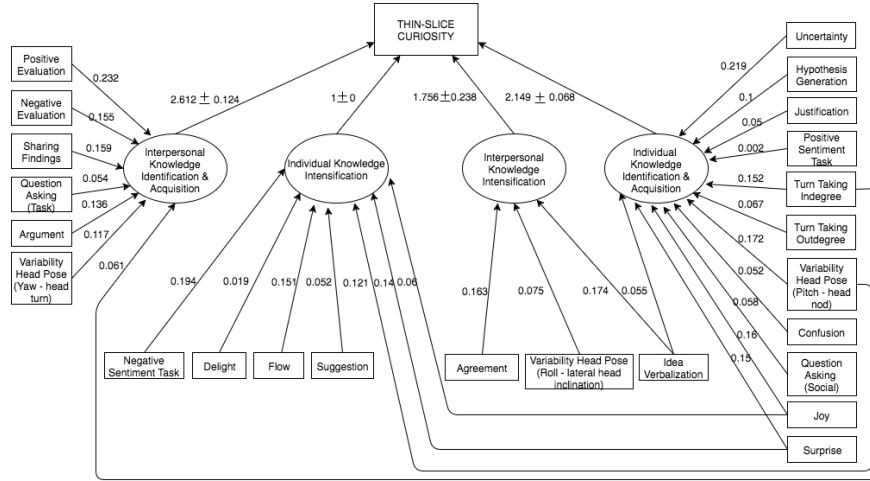 THIN-SLICE
CURIOSITY
Positive
Evaluation
Negative
Evaluation
Sharing
Findings
Question
Asking
(Task)
Argument
Variability
Head Pose
(Yaw - head
turn)
0.232
0.155
0.159
0.054
0.136
0.117
0.061
2.612 ± 0.124
1±0
1.756±0.238
2.149 ± 0.068
Interpersonal
Knowledge
Identification &
Acquisition
Individual Knowledge
Intensification
Interpersonal
Knowledge
Intensification
Individual
Knowledge
Identification &
Acquisition
0.219
0.1
0.05
0.002
0.152
0.067
0.172
0.052
0.058
0.16
0.15
Uncertainty
Hypothesis
Generation
Justification
Positive
Sentiment
Task
Turn Taking
Indegree
Turn Taking
Outdegree
Variability
Head Pose
(Pitch - head
nod)
Confusion
Question
Asking
(Social)
Joy
Surprise
0.194
0.019
0.151
0.052
0.121
0.14
0.06
0.163
0.075
0.174
0.055
Negative
Sentiment Task
Delight
Flow
Suggestion
Agreement
Variability Head Pose
(Roll - lateral head
inclination)
Idea
Verbalization